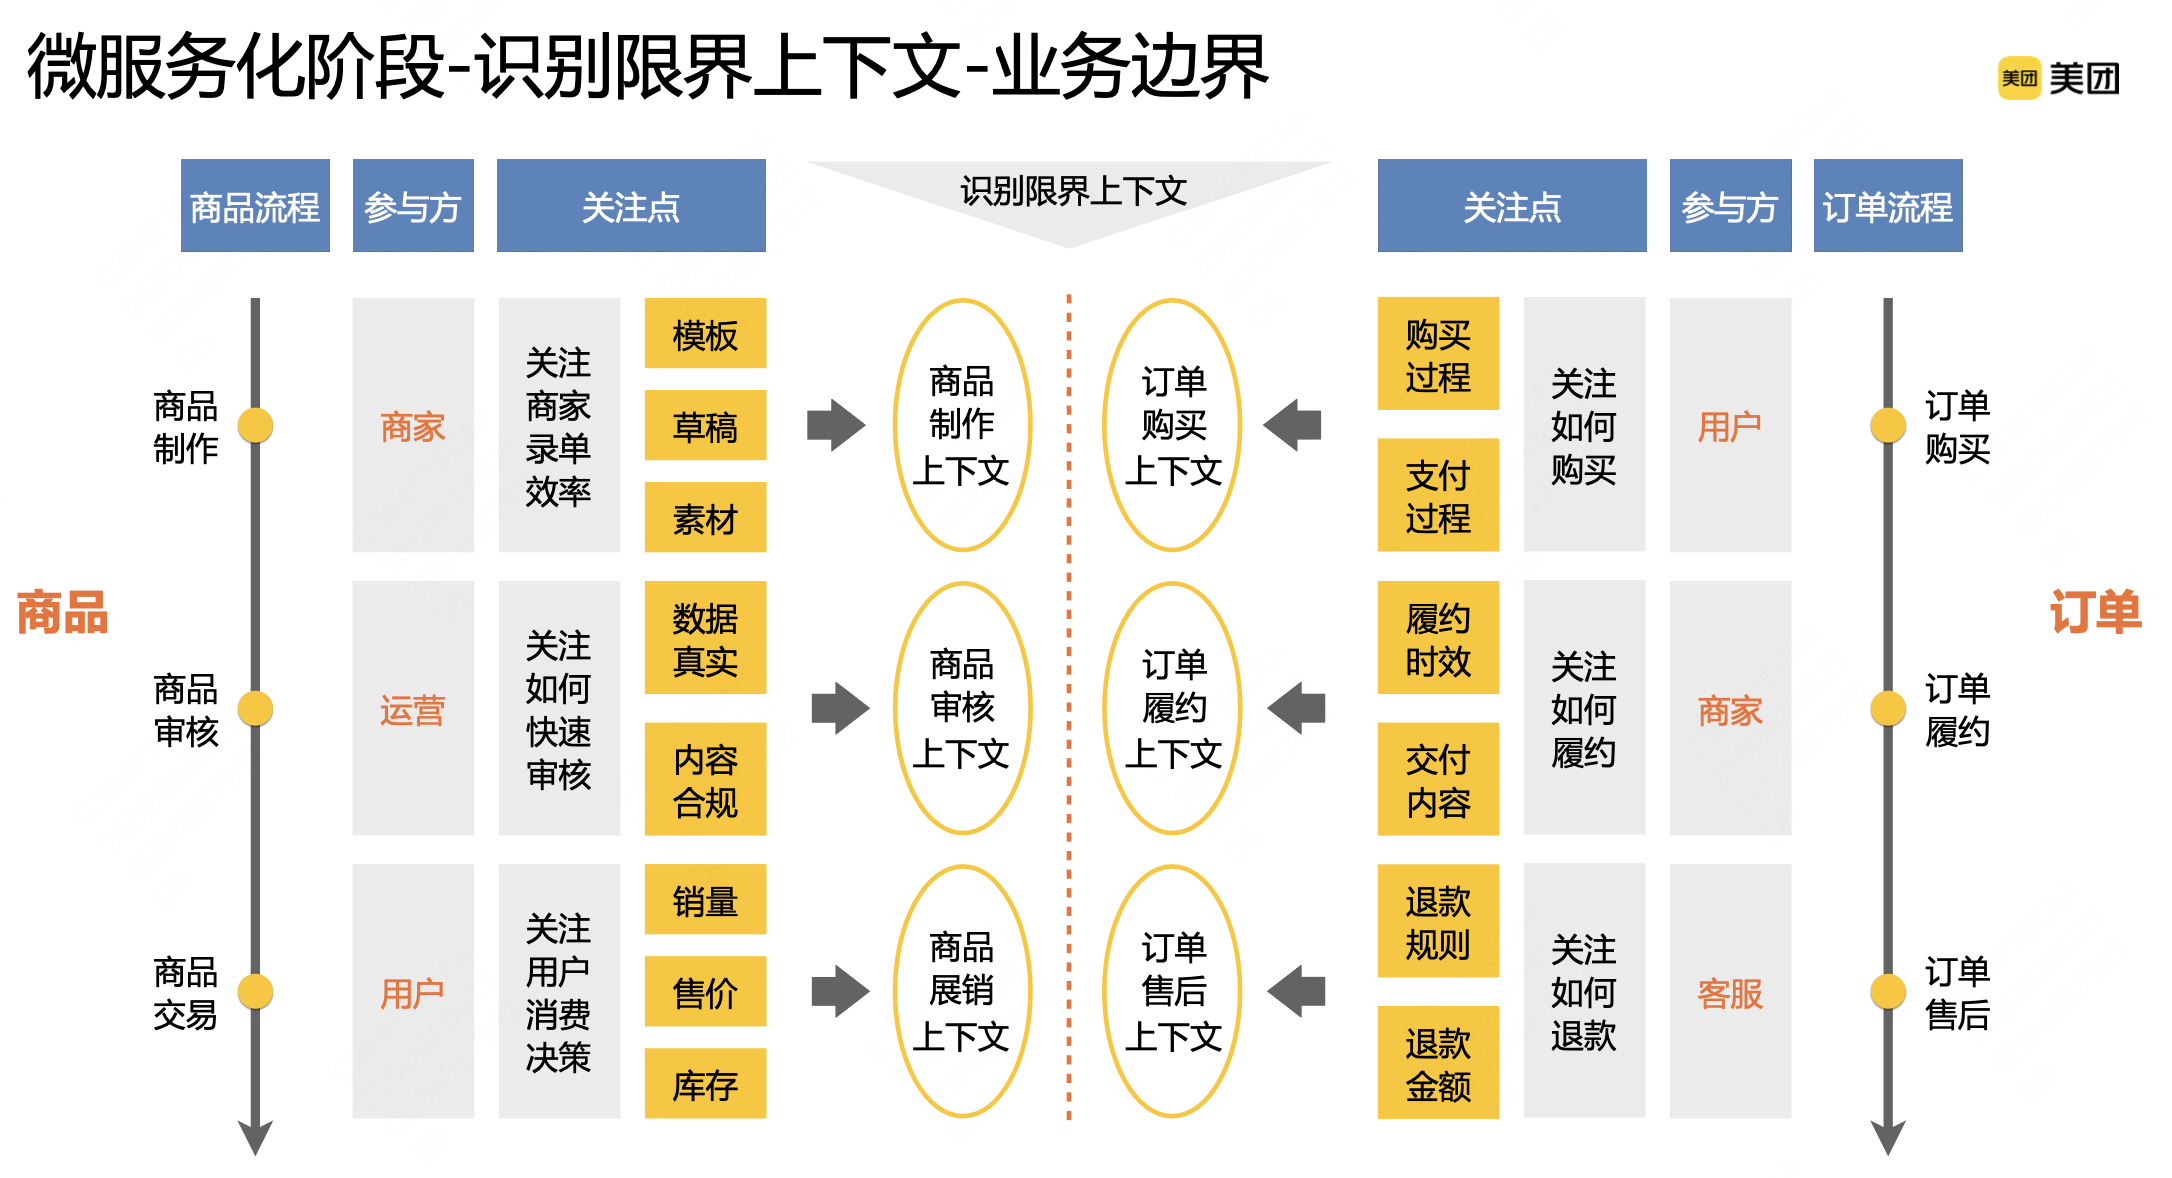 微服务化阶段-识别限界上下文-业务边界
美团 美团
商品流程
参与方
关注点
识别限界上下文
关注点
参与方
订单流程
商品
商品
制作
商家
关注
商家
录单
效率
模板
草稿
素材
商品
制作
上下文
订单
购买
上下文
购买
过程
支付
过程
关注
如何
购买
用户
订单
购买
商品
审核
运营
关注
如何
快速
审核
数据
真实
内容
合规
商品
审核
上下文
订单
履约
上下文
履约
时效
交付
内容
关注
如何
履约
商家
订单
履约
订单
商品
交易
用户
关注
用户
消费
决策
销量
售价
库存
商品
展销
上下文
订单
售后
上下文
退款
规则
退款
金额
关注
如何
退款
客服
订单
售后